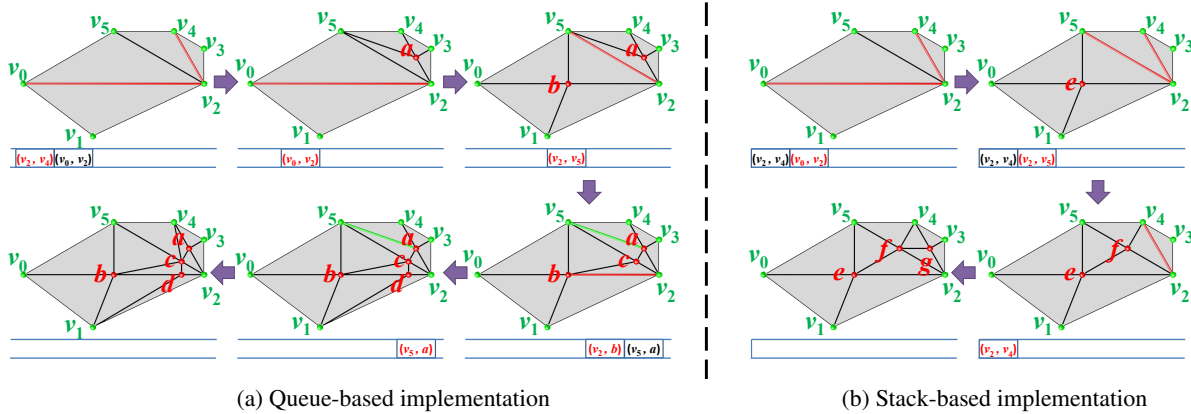 v5 v4 v3 v0 v2 v1
(v2, v4) (v0, v2)
v5 v4 a v3 v0 v2 v1
(v0, v2)
v5 v4 a v3 v0 b v2 v1
(v2, v5)
v5 v4 a v3 c v0 b d v2 v1
v5 v4 a v3 c v0 b d v2 v1
(v5, a)
v5 v4 a v3 c v0 b v2 v1
(v2, b) (v5, a)
(a) Queue-based implementation
v5 v4 v3 v0 v2 v1
(v2, v4) (v0, v2)
v5 v4 v3 v0 e v2 v1
(v2, v4) (v2, v5)
v5 v4 f v3 g v0 e v2 v1
v5 v4 f v3 v0 e v2 v1
(v2, v4)
(b) Stack-based implementation